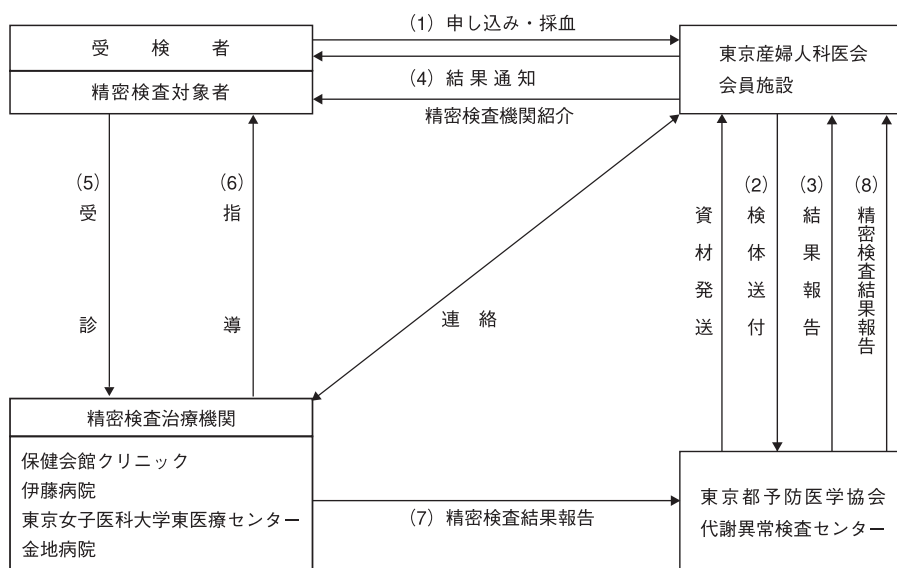 (1) 申し込み・採血
受検者
精密検査対象者
(4) 結果通知
精密検査機関紹介
東京産婦人科医会
会員施設
(5)
受診
(6)
指導
連絡
資材発送
(2)
検体送付
(3)
結果報告
(8)
精密検査結果報告
精密検査治療機関
保健会館クリニック
伊藤病院
東京女子医科大学東医療センター
金地病院
(7) 精密検査結果報告
東京都予防医学協会
代謝異常検査センター